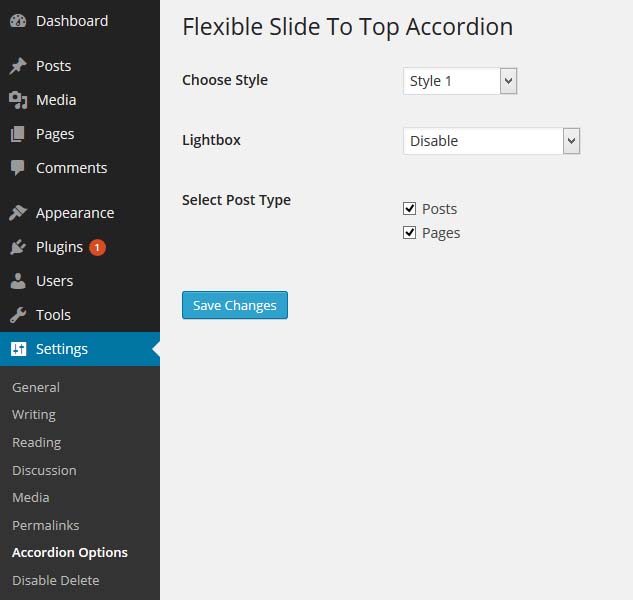 Dashboard
Posts
Media
Pages
Comments
Appearance
Plugins 1
Users
Tools
Settings
General
Writing
Reading
Discussion
Media
Permalinks
Accordion Options
Disable Delete
Flexible Slide To Top Accordion
Choose Style Style 1
Lightbox Disable
Select Post Type
Posts
Pages
Save Changes